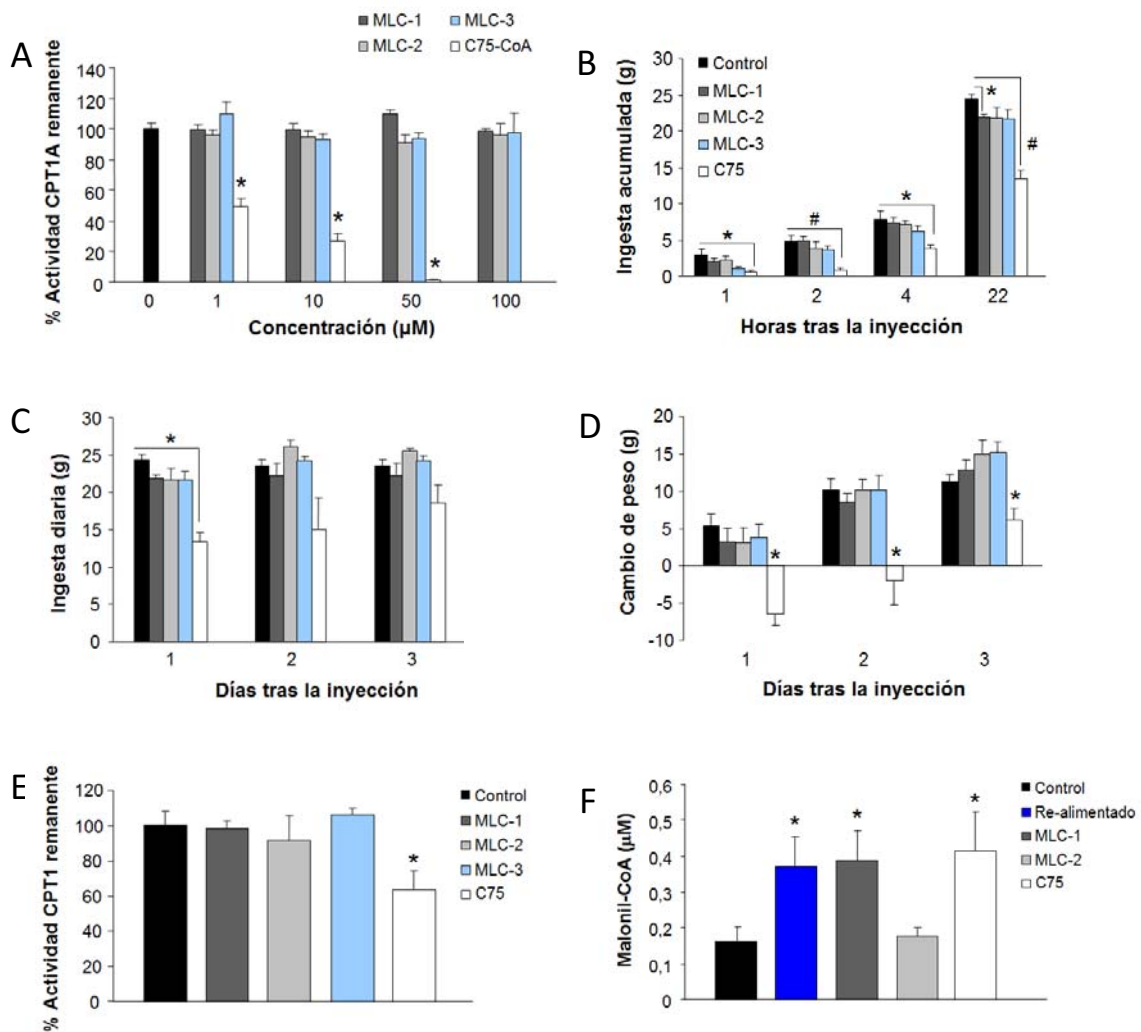 A
MLC-1 MLC-3
MLC-2 C75-CoA
% Actividad CPT1A remanente
140
120
100
80
60
40
20
0
* * *
0 1 10 50 100
Concentración (µM)
B
Control
MLC-1
MLC-2
MLC-3
C75
Ingesta acumulada (g)
30
25
20
15
10
5
0
* # * * #
1 2 4 22
Horas tras la inyección
C
Ingesta diaria (g)
30
25
20
15
10
5
0
*
1 2 3
Días tras la inyección
D
Cambio de peso (g)
20
15
10
5
0
-5
-10
* * *
1 2 3
Días tras la inyección
E
% Actividad CPT1 remanente
120
100
80
60
40
20
0
*
Control
MLC-1
MLC-2
MLC-3
C75
F
Malonil-CoA (µM)
0,6
0,5
0,4
0,3
0,2
0,1
0
* * *
Control
Re-alimentado
MLC-1
MLC-2
C75